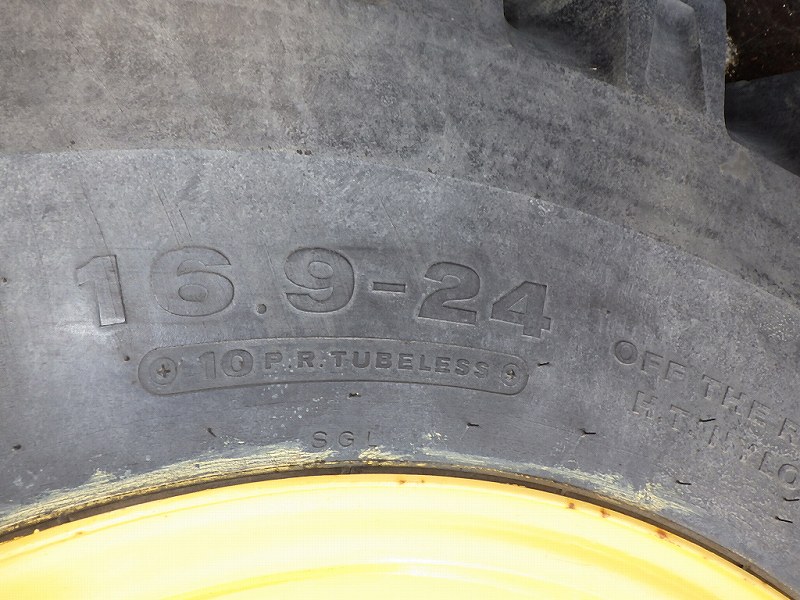 16.9-24
10 P.R. TUBELESS
OFF THE
SGL